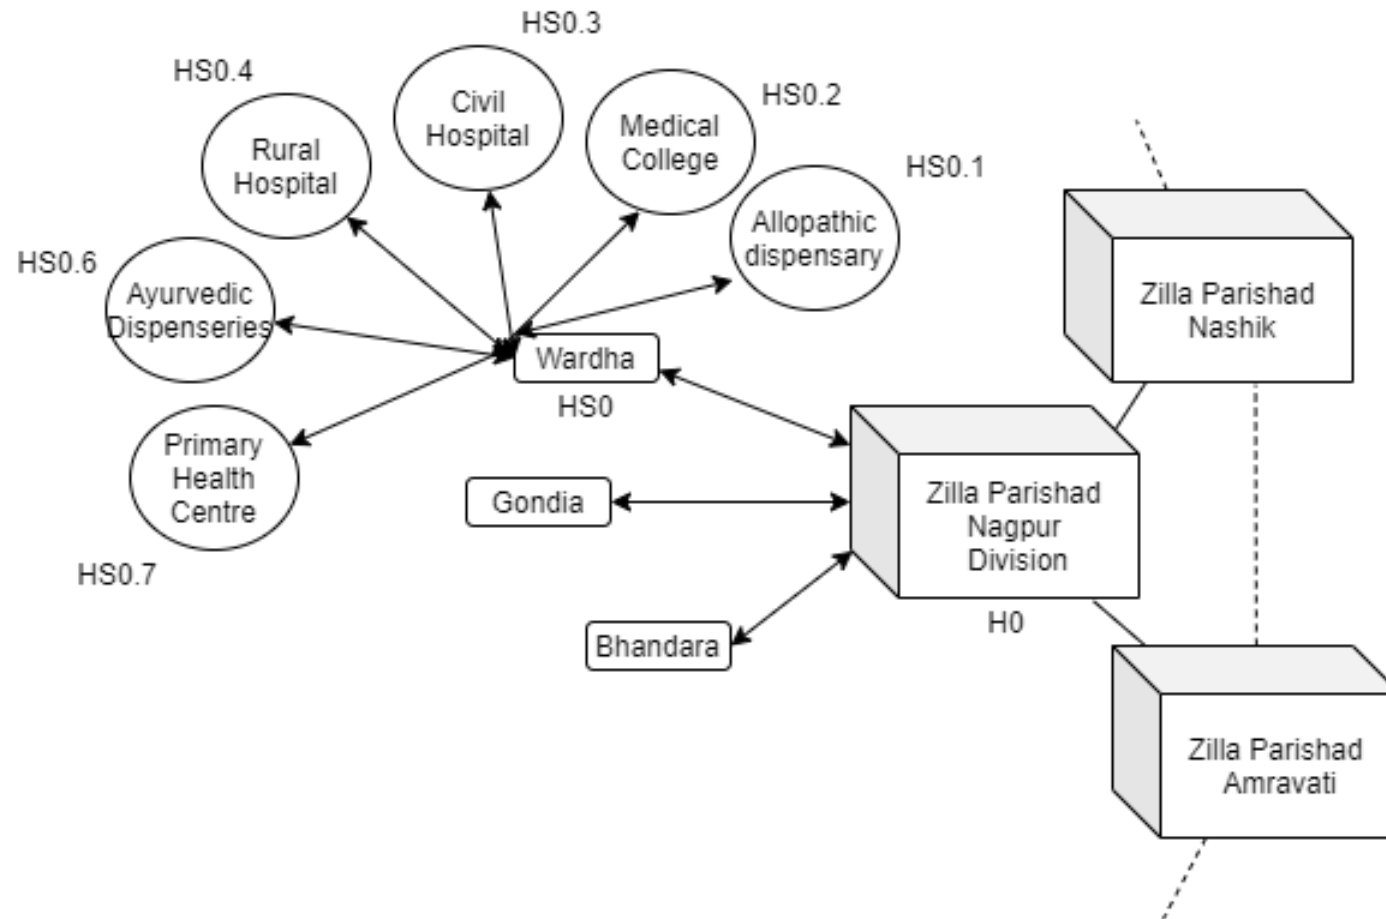 HS0.3
HS0.4
Civil
Hospital
HS0.2
Medical
College
Rural
Hospital
HS0.1
Allopathic
dispensary
HS0.6
Ayurvedic
Dispenseries
Zilla Parishad
Nashik
Wardha
HS0
Primary
Health
Centre
HS0.7
Gondia
Zilla Parishad
Nagpur
Division
H0
Bhandara
Zilla Parishad
Amravati